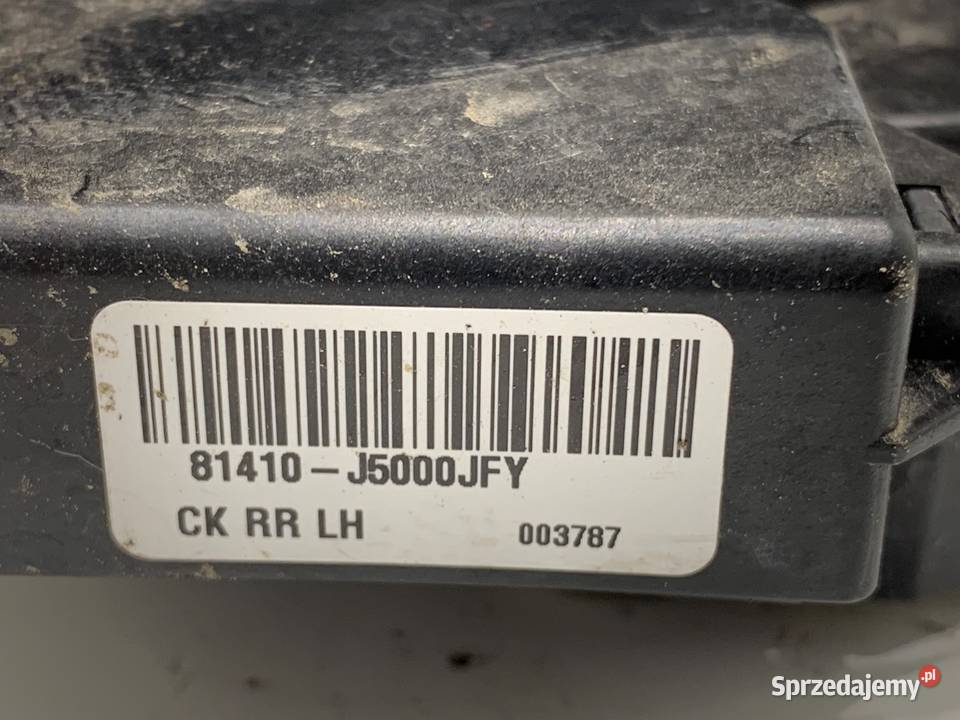 81410-J5000JFY
CK RR LH 003787
Sprzedajemy.pl